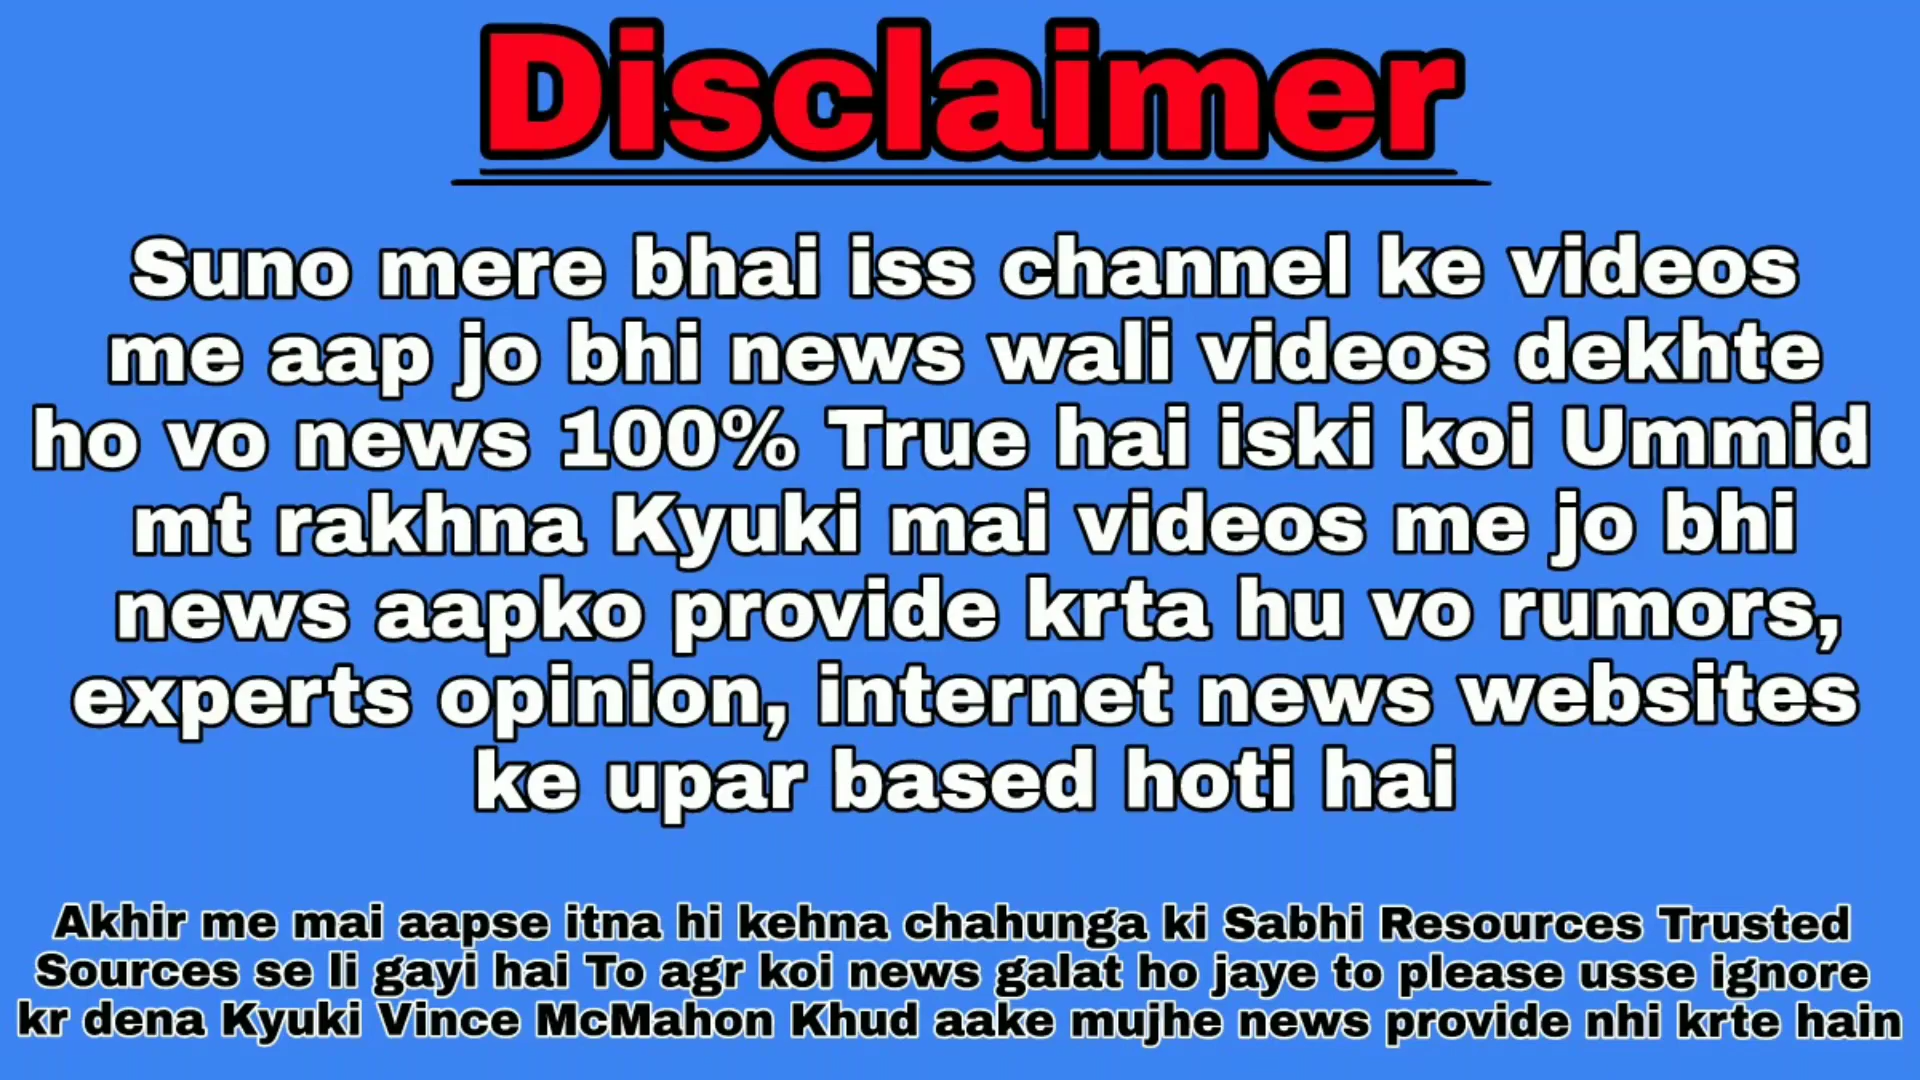 Disclaimer
Suno mere bhai iss channel ke videos
me aap jo bhi news wali videos dekhte
ho vo news 100% True hai iski koi Ummid
mt rakhna Kyuki mai videos me jo bhi
news aapko provide krta hu vo rumors,
experts opinion, internet news websites
ke upar based hoti hai
Akhir me mai aapse itna hi kehna chahunga ki Sabhi Resources Trusted
Sources se li gayi hai To agr koi news galat ho jaye to please usse ignore
kr dena Kyuki Vince McMahon Khud aake mujhe news provide nhi krte hain